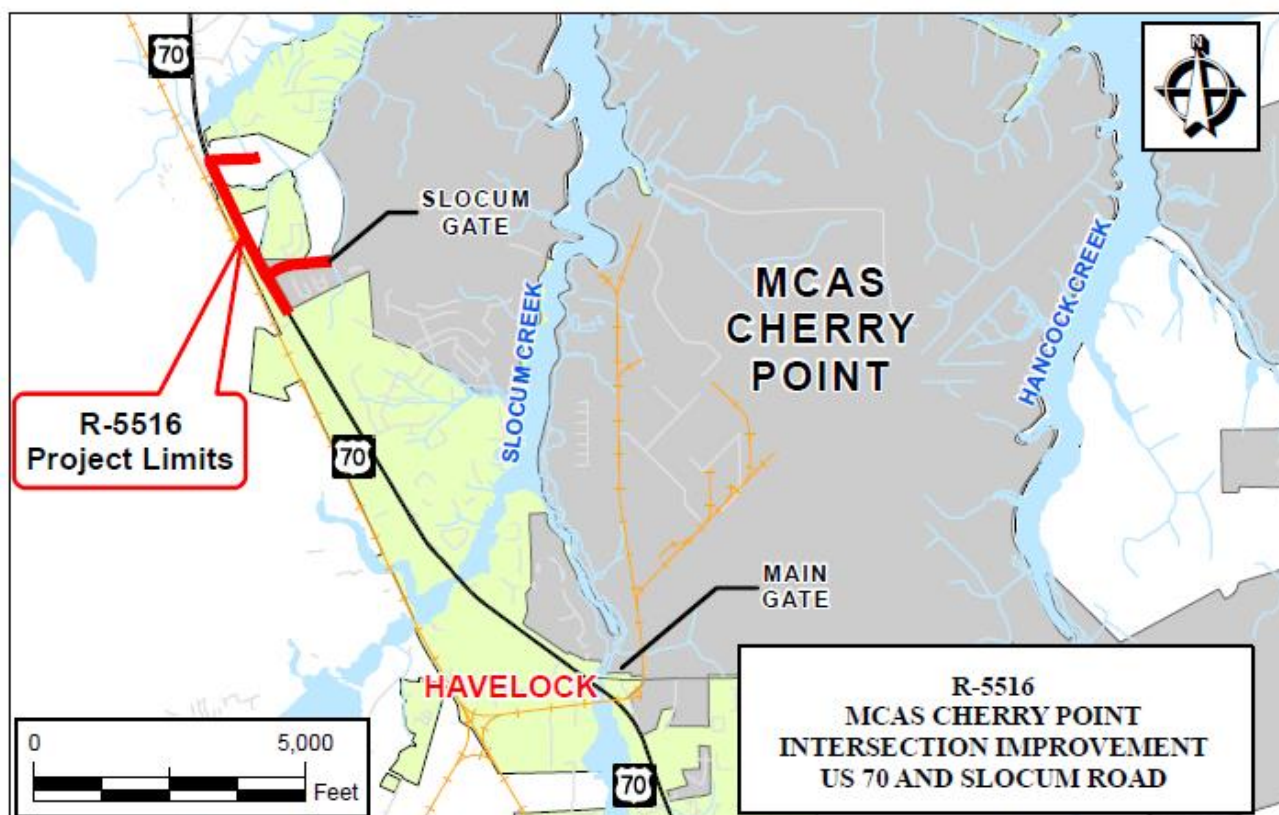 70
N
SLOCUM
GATE
SLOCUM CREEK
MCAS
CHERRY
POINT
HANCOCK CREEK
R-5516
Project Limits
70
MAIN
GATE
HAVELOCK
70
0
5,000
Feet
R-5516
MCAS CHERRY POINT
INTERSECTION IMPROVEMENT
US 70 AND SLOCUM ROAD